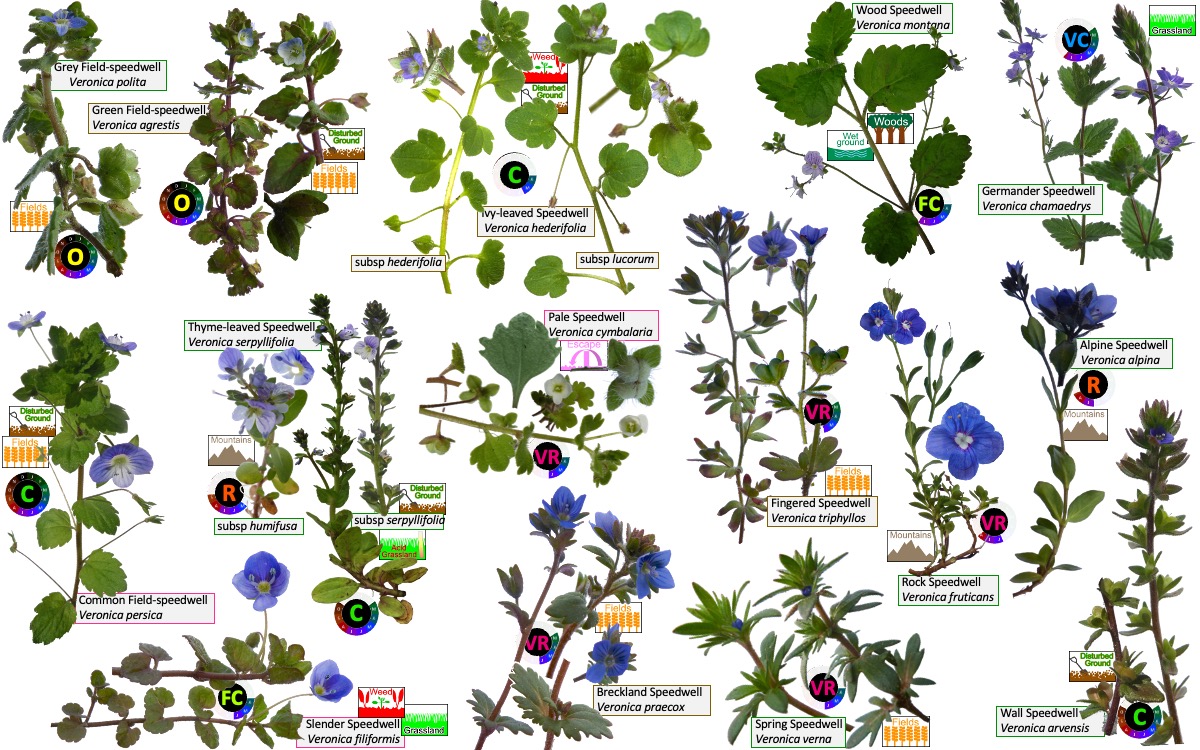 Grey Field-speedwell
Veronica polita
Fields
O
Green Field-speedwell
Veronica agrestis
O
Disturbed
Ground
Fields
Weed
Disturbed
Ground
C
Ivy-leaved Speedwell
Veronica hederifolia
subsp hederifolia
subsp lucorum
Wood Speedwell
Veronica montana
Wet
ground
Woods
FC
VC
Grassland
Germander Speedwell
Veronica chamaedrys
Disturbed
Ground
Fields
C
Common Field-speedwell
Veronica persica
Thyme-leaved Speedwell
Veronica serpyllifolia
Mountains
R
subsp humifusa
Disturbed
Ground
subsp serpyllifolia
Acid
Grassland
C
Pale Speedwell
Veronica cymbalaria
Escape
VR
VR
Fields
Fingered Speedwell
Veronica triphyllos
VR
Mountains
Rock Speedwell
Veronica fruticans
Alpine Speedwell
Veronica alpina
R
Mountains
FC
Weed
Grassland
Slender Speedwell
Veronica filiformis
Fields
VR
Breckland Speedwell
Veronica praecox
VR
Spring Speedwell
Veronica verna
Fields
Disturbed
Ground
Wall Speedwell
Veronica arvensis
C